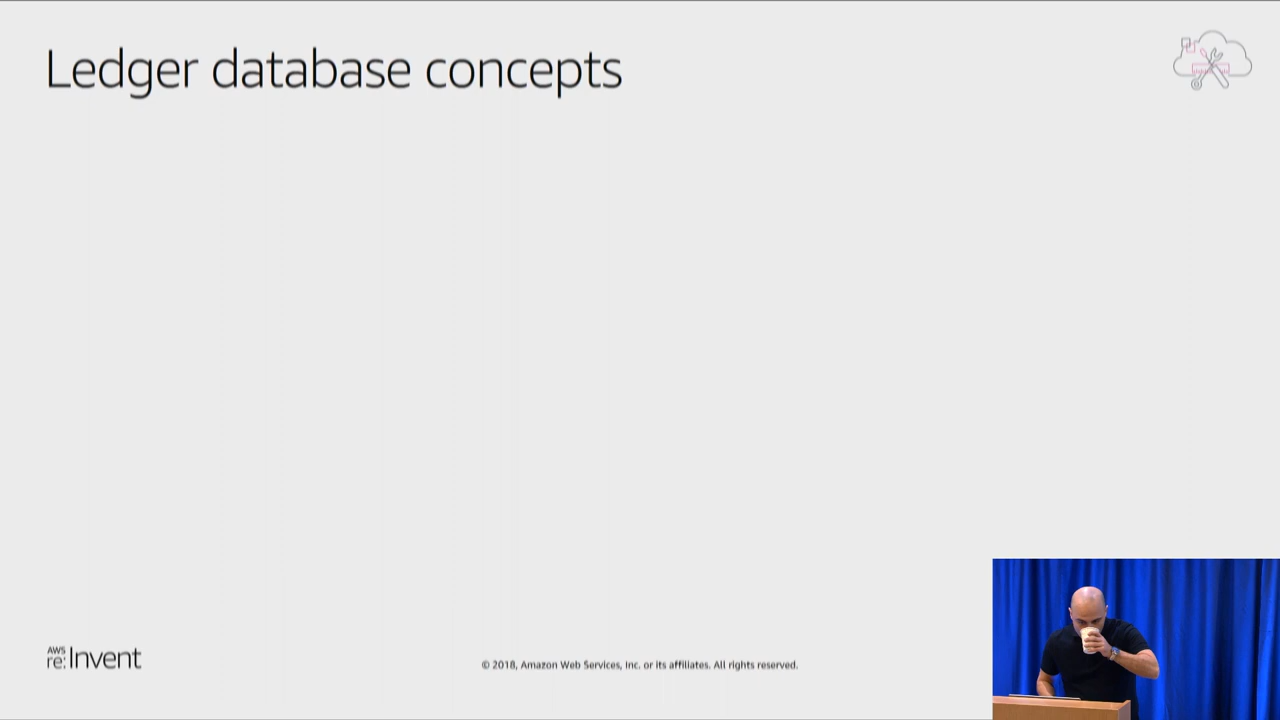 Ledger database concepts
AWS
re:Invent
© 2018, Amazon Web Services, Inc. or its affiliates. All rights reserved.